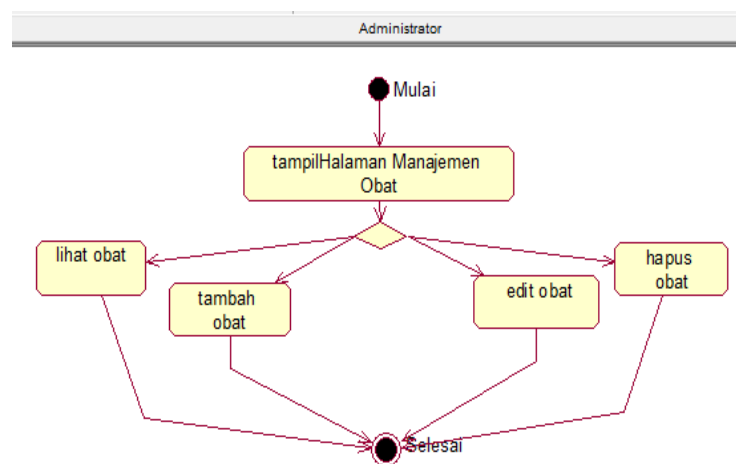 Administrator
Mulai
tampilHalaman Manajemen
Obat
lihat obat
tambah
obat
edit obat
hapus
obat
Selesai